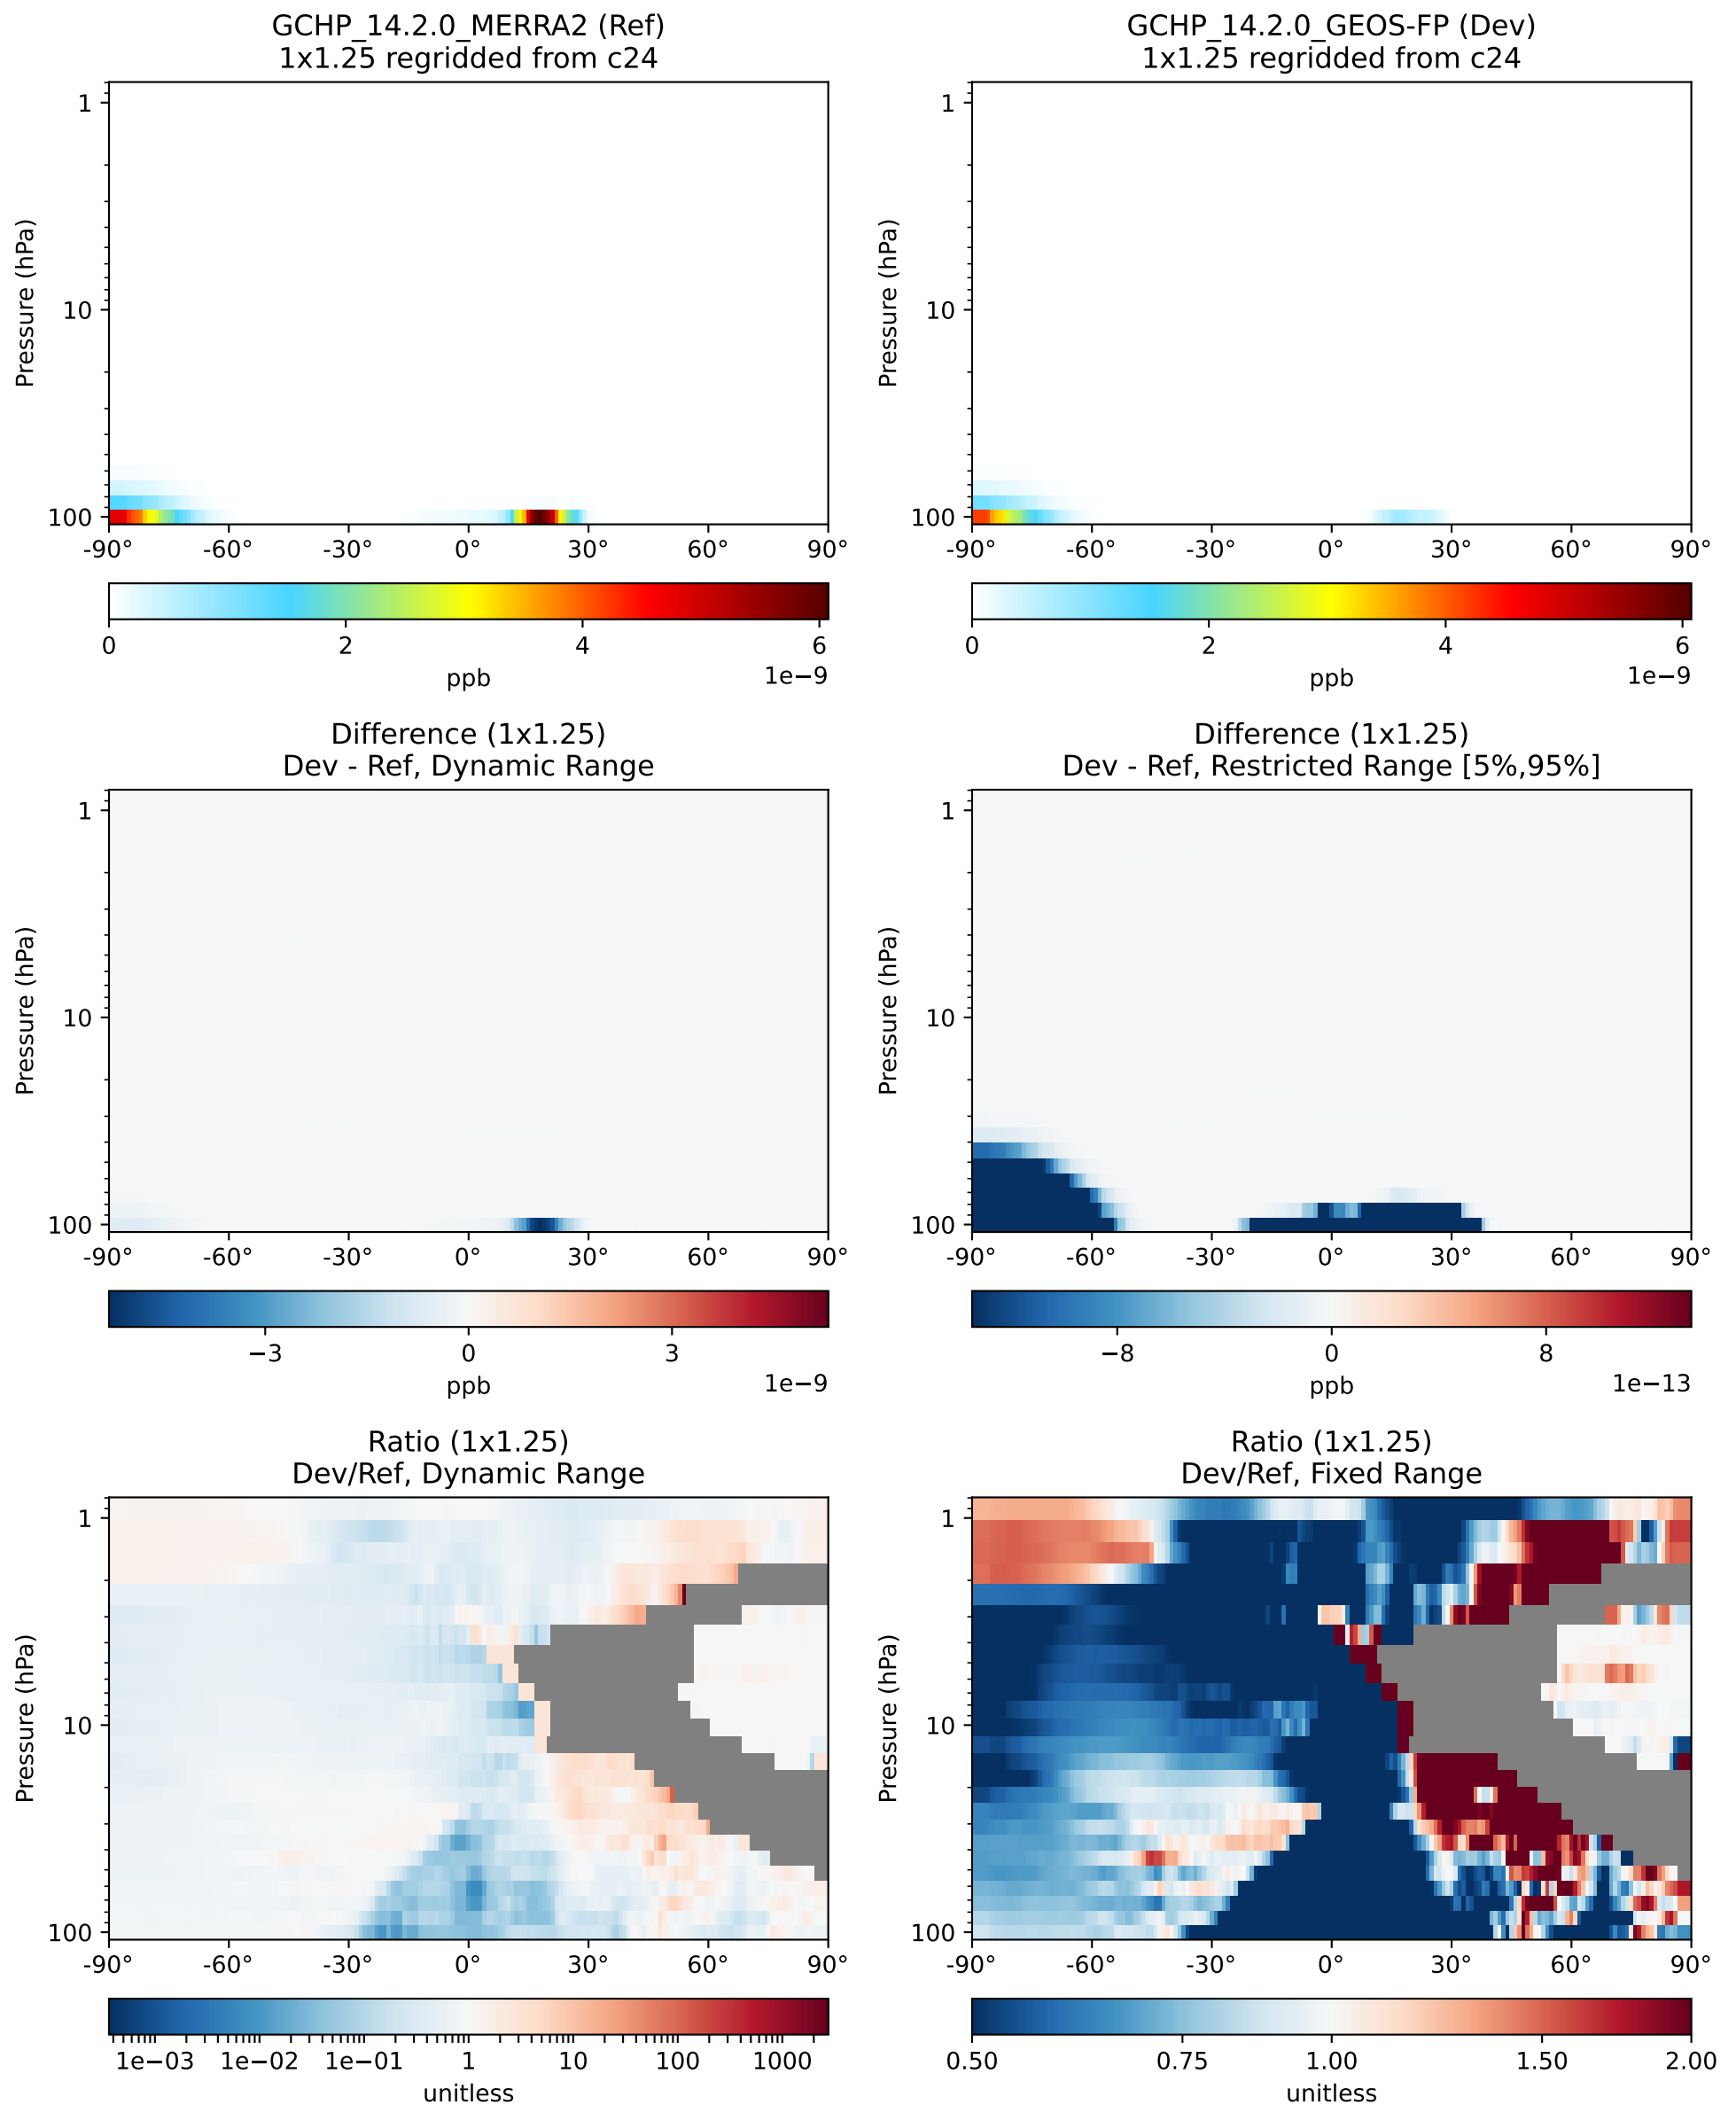 GCHP_14.2.0_MERRA2 (Ref)
1x1.25 regridded from c24
Pressure (hPa)
1
10
100
-90° -60° -30° 0° 30° 60° 90°
0 2 4 6
1e−9
ppb
GCHP_14.2.0_GEOS-FP (Dev)
1x1.25 regridded from c24
Pressure (hPa)
1
10
100
-90° -60° -30° 0° 30° 60° 90°
0 2 4 6
1e−9
ppb
Difference (1x1.25)
Dev - Ref, Dynamic Range
Pressure (hPa)
1
10
100
-90° -60° -30° 0° 30° 60° 90°
−3 0 3
1e−9
ppb
Difference (1x1.25)
Dev - Ref, Restricted Range [5%,95%]
Pressure (hPa)
1
10
100
-90° -60° -30° 0° 30° 60° 90°
−8 0 8
1e−13
ppb
Ratio (1x1.25)
Dev/Ref, Dynamic Range
Pressure (hPa)
1
10
100
-90° -60° -30° 0° 30° 60° 90°
1e−03 1e−02 1e−01 1 10 100 1000
unitless
Ratio (1x1.25)
Dev/Ref, Fixed Range
Pressure (hPa)
1
10
100
-90° -60° -30° 0° 30° 60° 90°
0.50 0.75 1.00 1.50 2.00
unitless